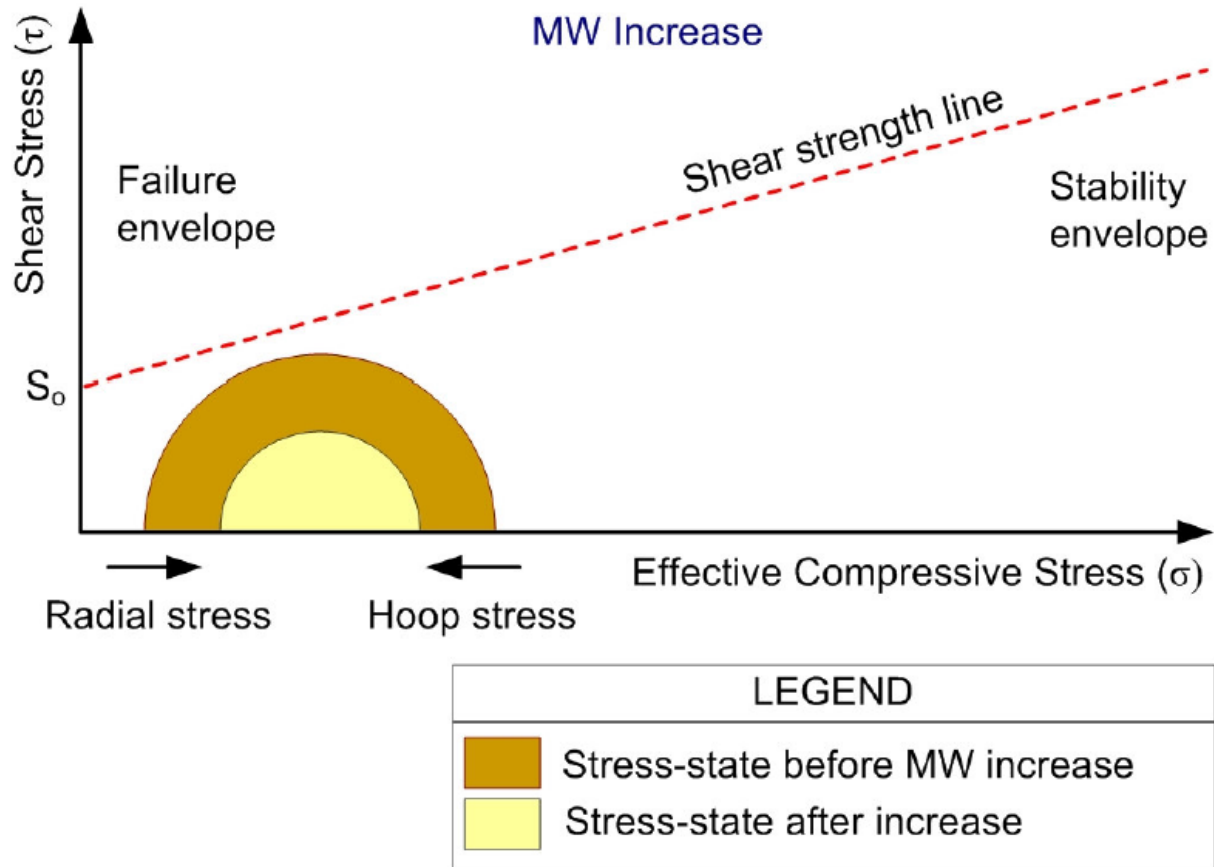 MW Increase
Shear Stress (τ)
Failure
envelope
Shear strength line
Stability
envelope
So
Effective Compressive Stress (σ)
Radial stress
Hoop stress
LEGEND
Stress-state before MW increase
Stress-state after increase